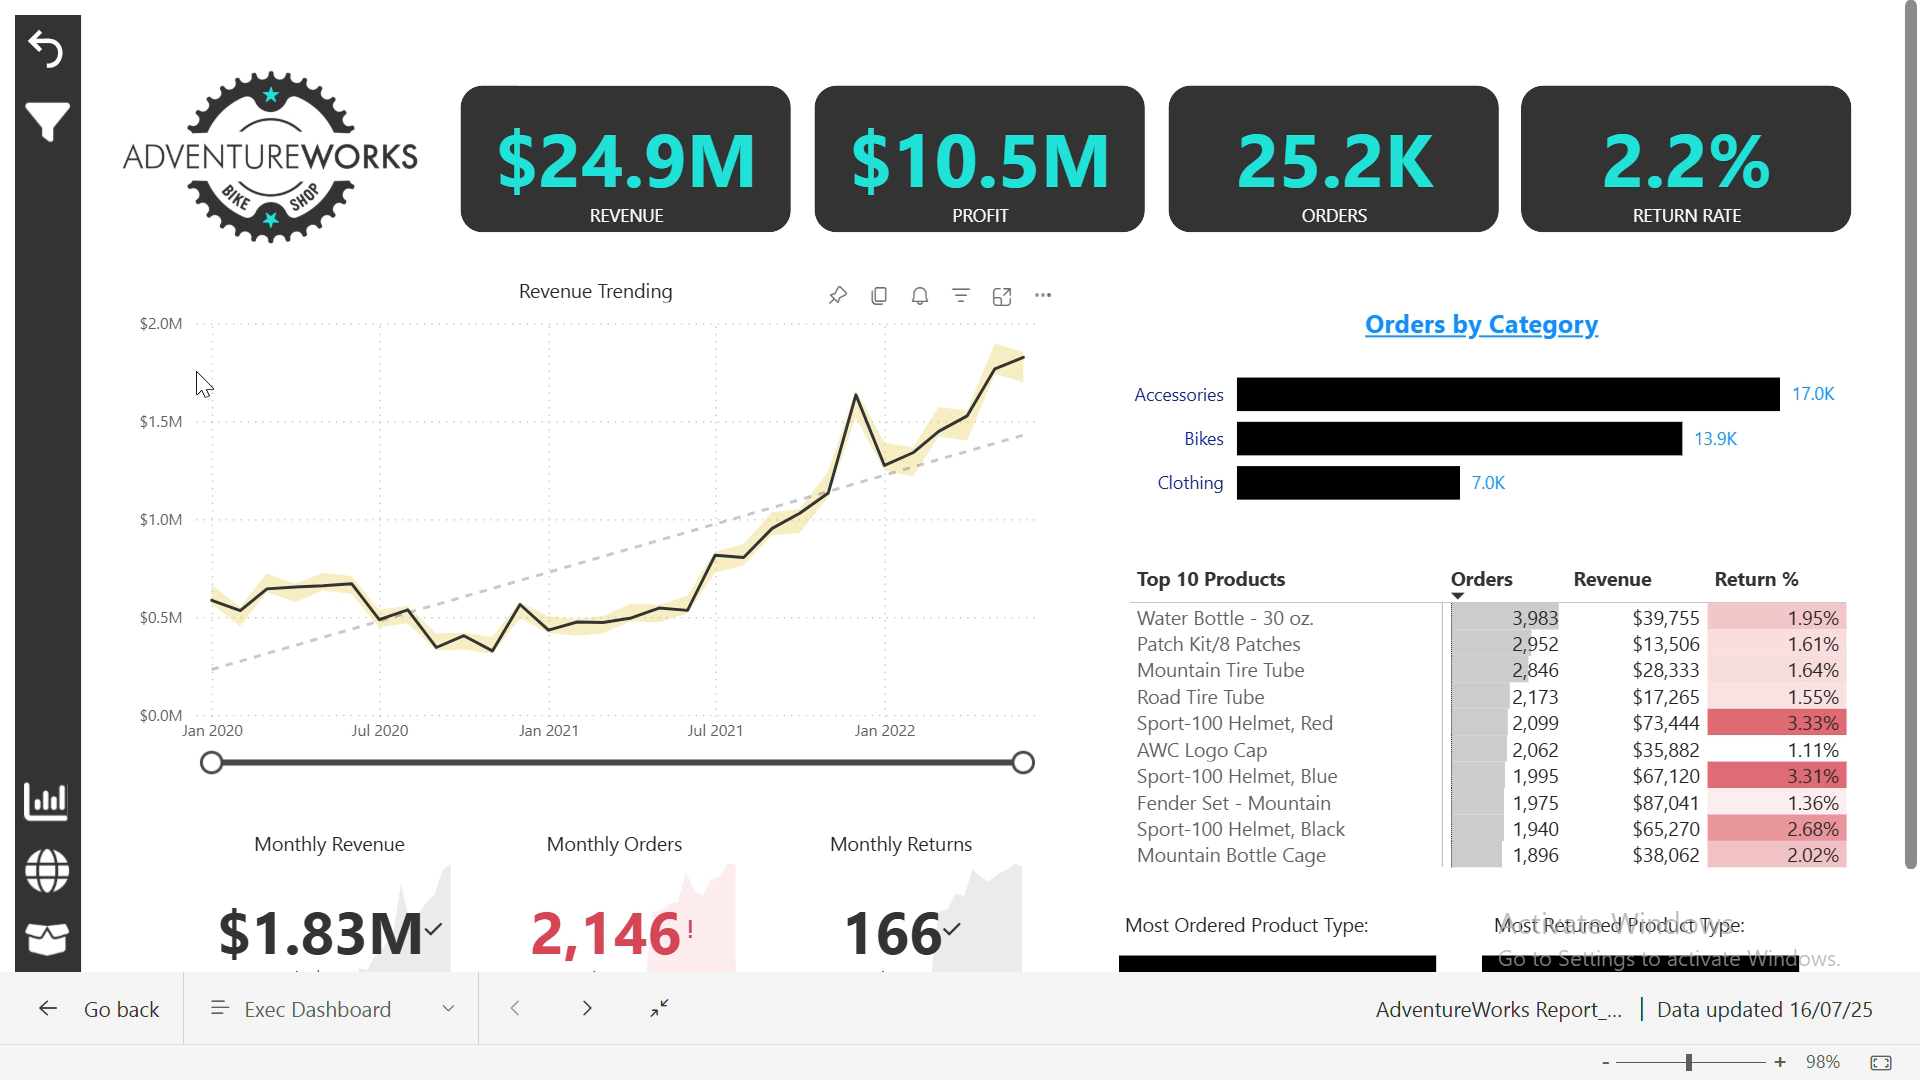 ADVENTUREWORKS
BIKE SHOP
$24.9M
REVENUE
$10.5M
PROFIT
25.2K
ORDERS
2.2%
RETURN RATE
Revenue Trending
$2.0M
$1.5M
$1.0M
$0.5M
$0.0M
Jan 2020 Jul 2020 Jan 2021 Jul 2021 Jan 2022
Orders by Category
Accessories 17.0K
Bikes 13.9K
Clothing 7.0K
Top 10 Products Orders Revenue Return %
Water Bottle - 30 oz. 3,983 $39,755 1.95%
Patch Kit/8 Patches 2,952 $13,506 1.61%
Mountain Tire Tube 2,846 $28,333 1.64%
Road Tire Tube 2,173 $17,265 1.55%
Sport-100 Helmet, Red 2,099 $73,444 3.33%
AWC Logo Cap 2,062 $35,882 1.11%
Sport-100 Helmet, Blue 1,995 $67,120 3.31%
Fender Set - Mountain 1,975 $87,041 1.36%
Sport-100 Helmet, Black 1,940 $65,270 2.68%
Mountain Bottle Cage 1,896 $38,062 2.02%
Monthly Revenue
$1.83M
Monthly Orders
2,146!
Monthly Returns
166
Most Ordered Product Type:
Most Returned Product Type:
Activate Windows
Go to Settings to activate Windows.
Go back
Exec Dashboard
AdventureWorks Report_... | Data updated 16/07/25
- + 98%